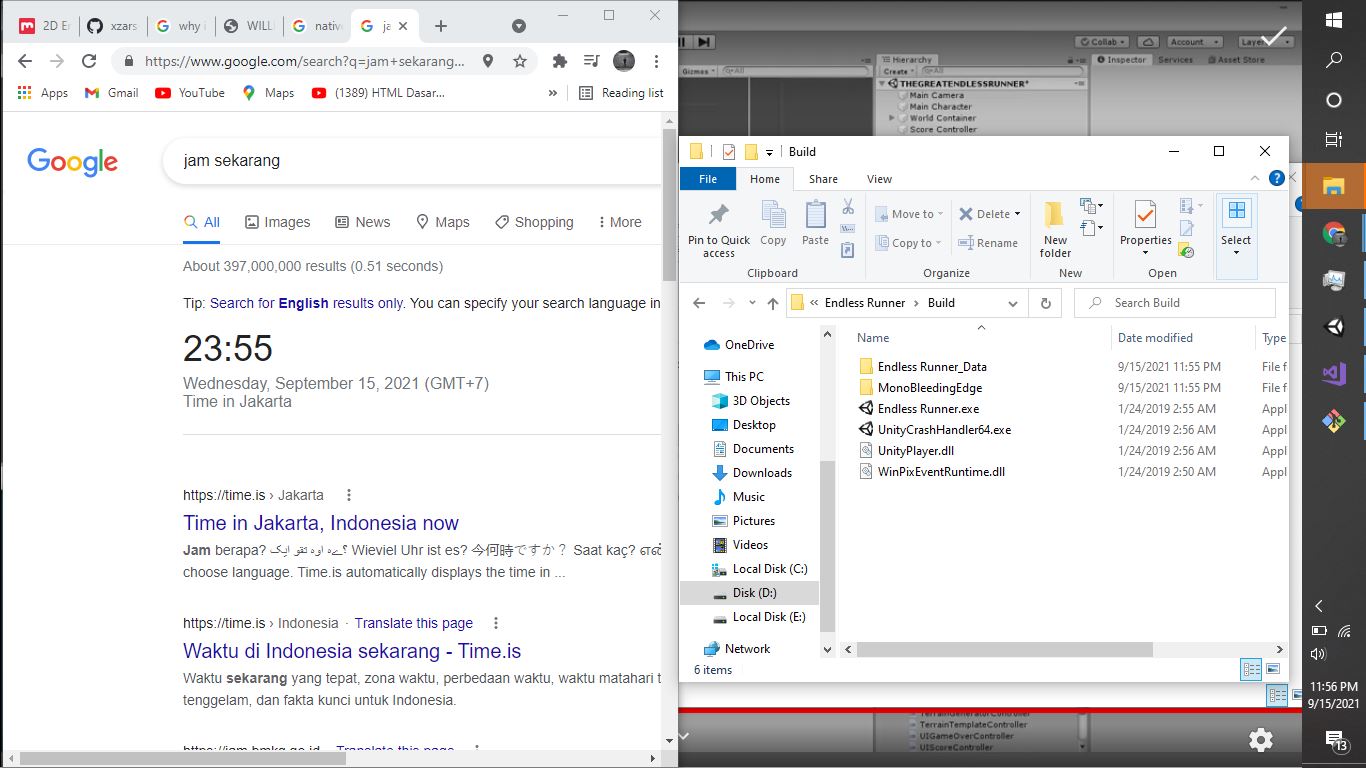 2D Er
xzars
why i
WILL
native
ja
https://www.google.com/search?q=jam+sekarang...
Apps
Gmail
YouTube
Maps
(1389) HTML Dasar...
»
Reading list
Google
jam sekarang
All
Images
News
Maps
Shopping
More
About 397,000,000 results (0.51 seconds)
Tip: Search for English results only. You can specify your search language in
23:55
Wednesday, September 15, 2021 (GMT+7)
Time in Jakarta
https://time.is › Jakarta
Time in Jakarta, Indonesia now
Jam berapa? Wieviel Uhr ist es? 今何時ですか？ Saat kaç?
choose language. Time.is automatically displays the time in ...
https://time.is › Indonesia · Translate this page
Waktu di Indonesia sekarang - Time.is
Waktu sekarang yang tepat, zona waktu, perbedaan waktu, waktu matahari t
tenggelam, dan fakta kunci untuk Indonesia.
https://jam.bmkg.go.id Translate this page
Collab
Account
Layer
Gizmos
All
Hierarchy
Create
All
Inspector
Services
Asset Store
THEGREATENDLESSRUNNER*
Main Camera
Main Character
World Container
Score Controller
Build
File
Home
Share
View
Pin to Quick access
Copy
Paste
Clipboard
Move to
Copy to
Delete
Rename
Organize
New folder
New
Properties
Open
Select
« Endless Runner › Build
Search Build
OneDrive
This PC
3D Objects
Desktop
Documents
Downloads
Music
Pictures
Videos
Local Disk (C:)
Disk (D:)
Local Disk (E:)
Network
Name
Date modified
Type
Endless Runner_Data 9/15/2021 11:55 PM File f
MonoBleedingEdge 9/15/2021 11:55 PM File f
Endless Runner.exe 1/24/2019 2:55 AM Appl
UnityCrashHandler64.exe 1/24/2019 2:56 AM Appl
UnityPlayer.dll 1/24/2019 2:56 AM Appl
WinPixEventRuntime.dll 1/24/2019 2:50 AM Appl
6 items
TerrainGeneratorController
TerrainTemplateController
UIGameOverController
UIScoreController
11:56 PM
9/15/2021
13